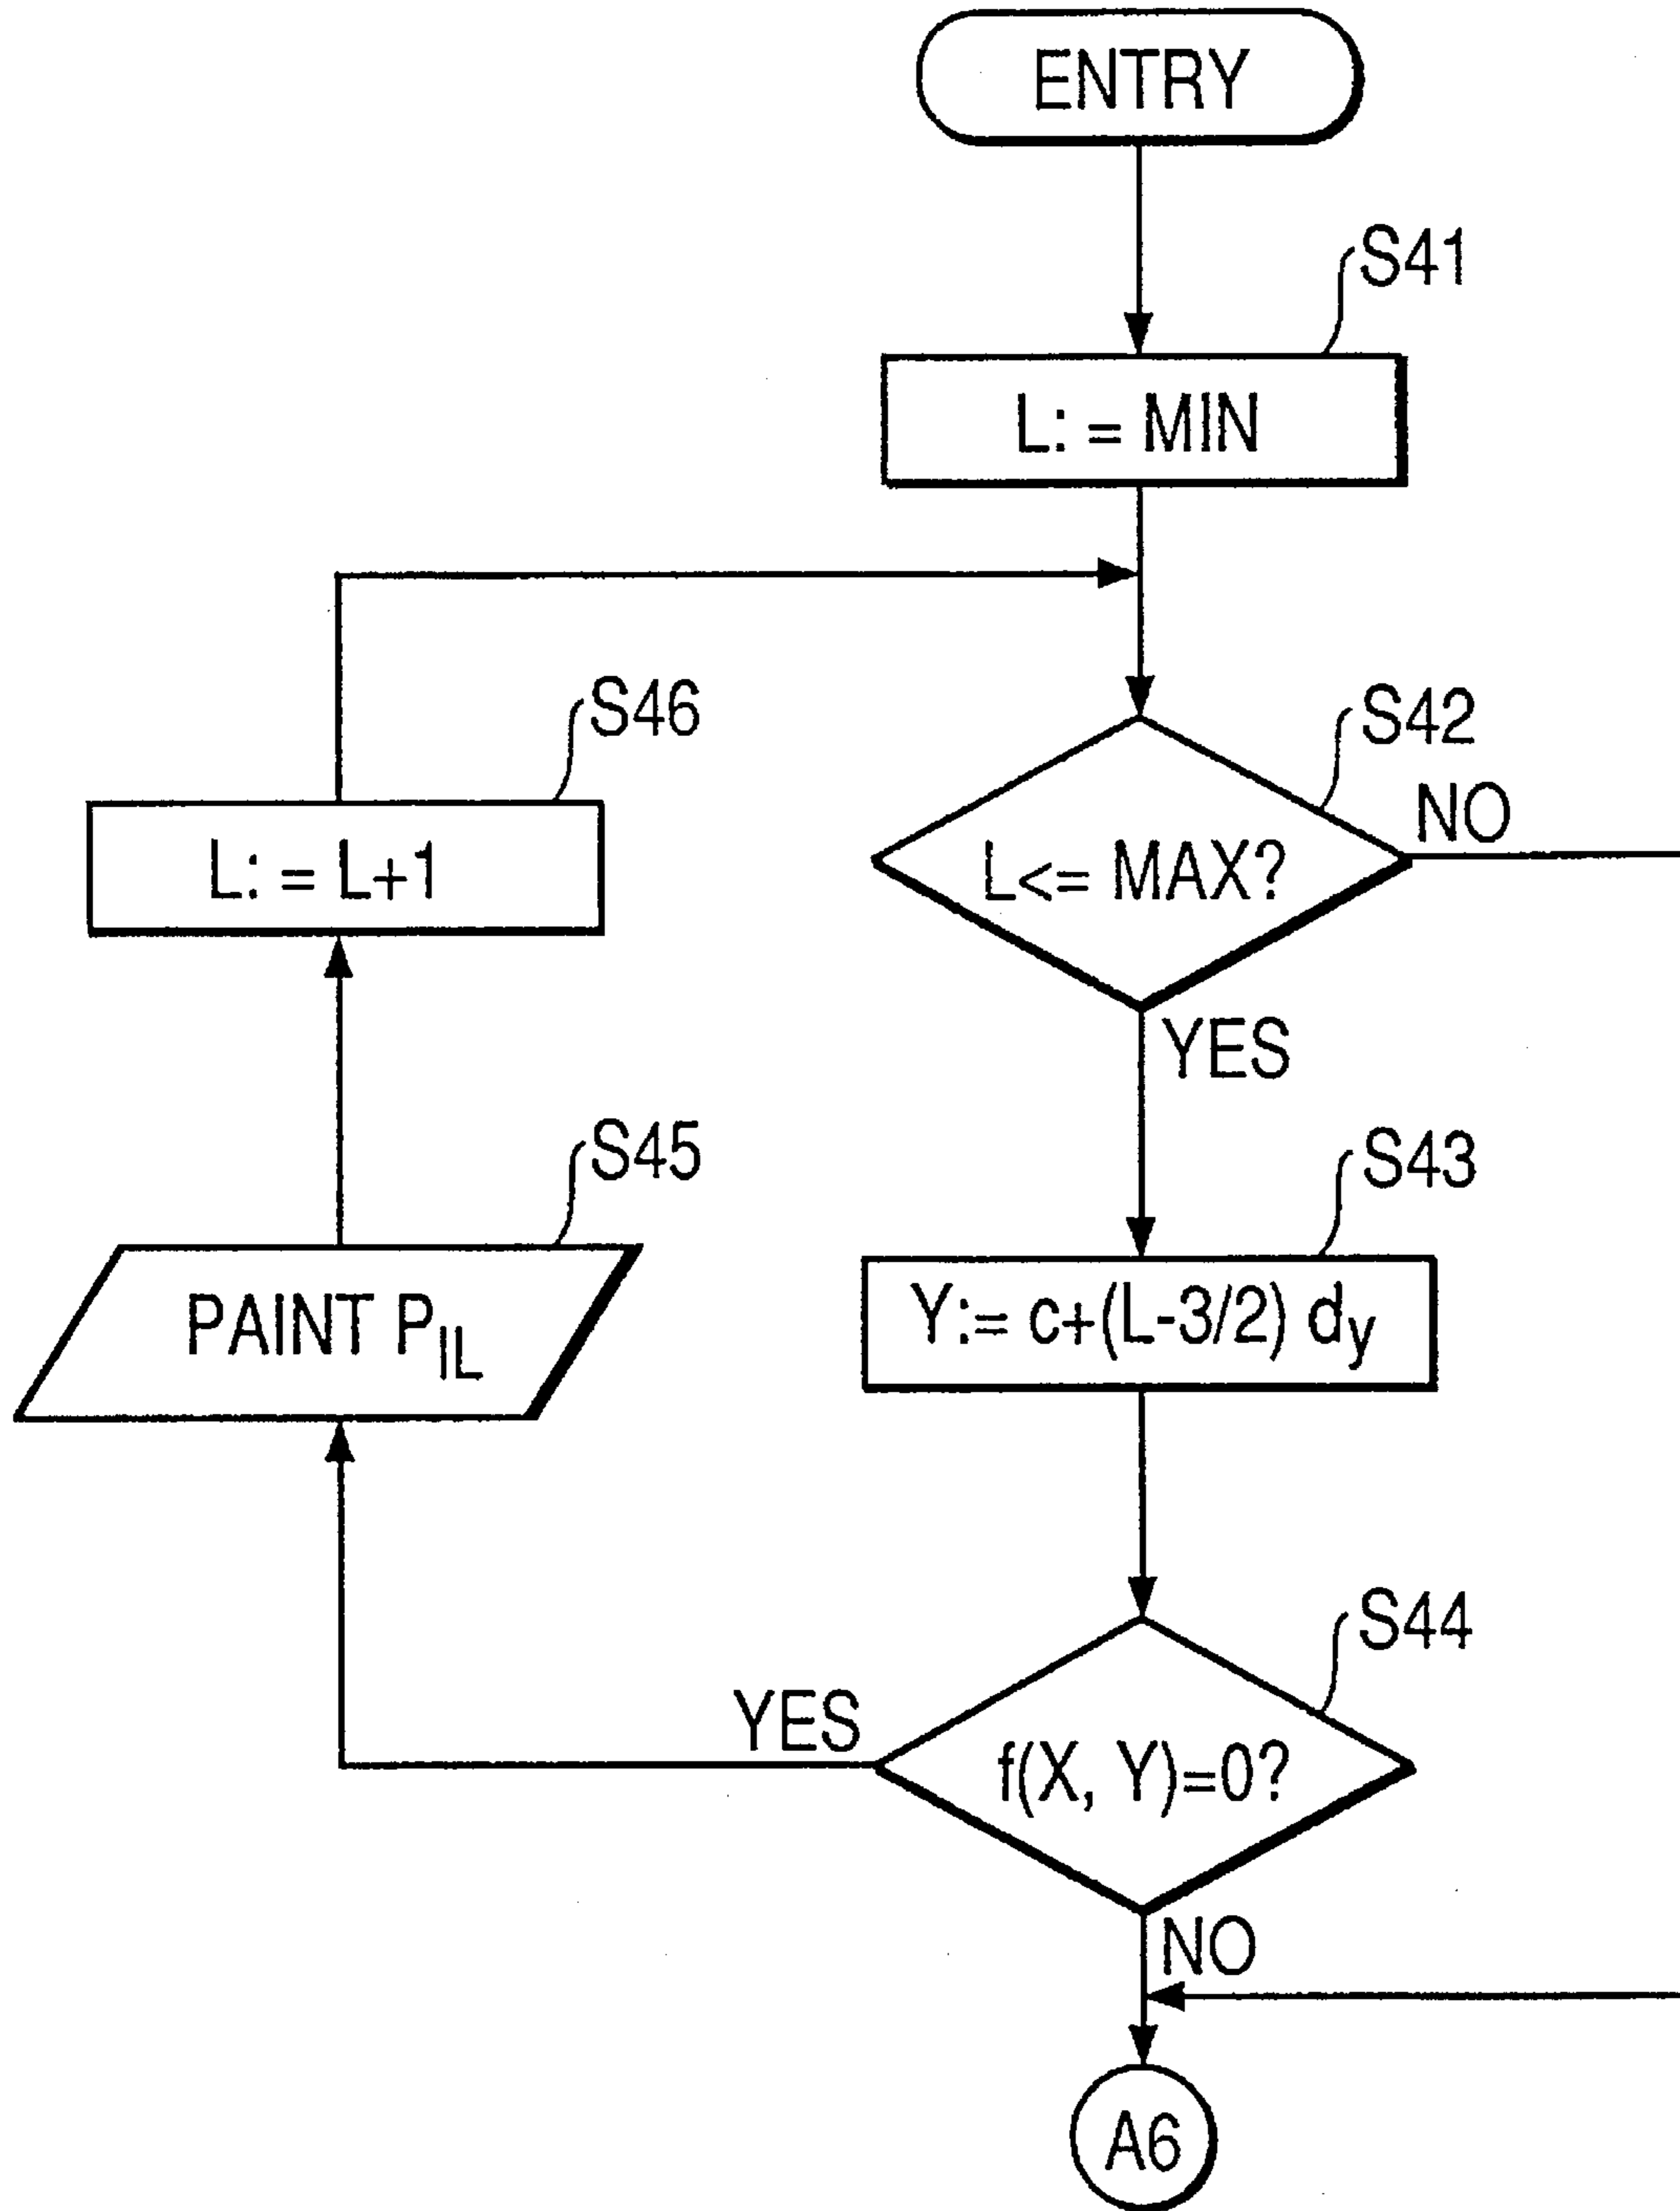 ENTRY
S41
L: = MIN
S46
S42
L: = L+1
L<= MAX?
NO
YES
S45
S43
PAINT P_IL
Y:= c+(L-3/2) d_y
S44
YES
f(X, Y)=0?
NO
A6